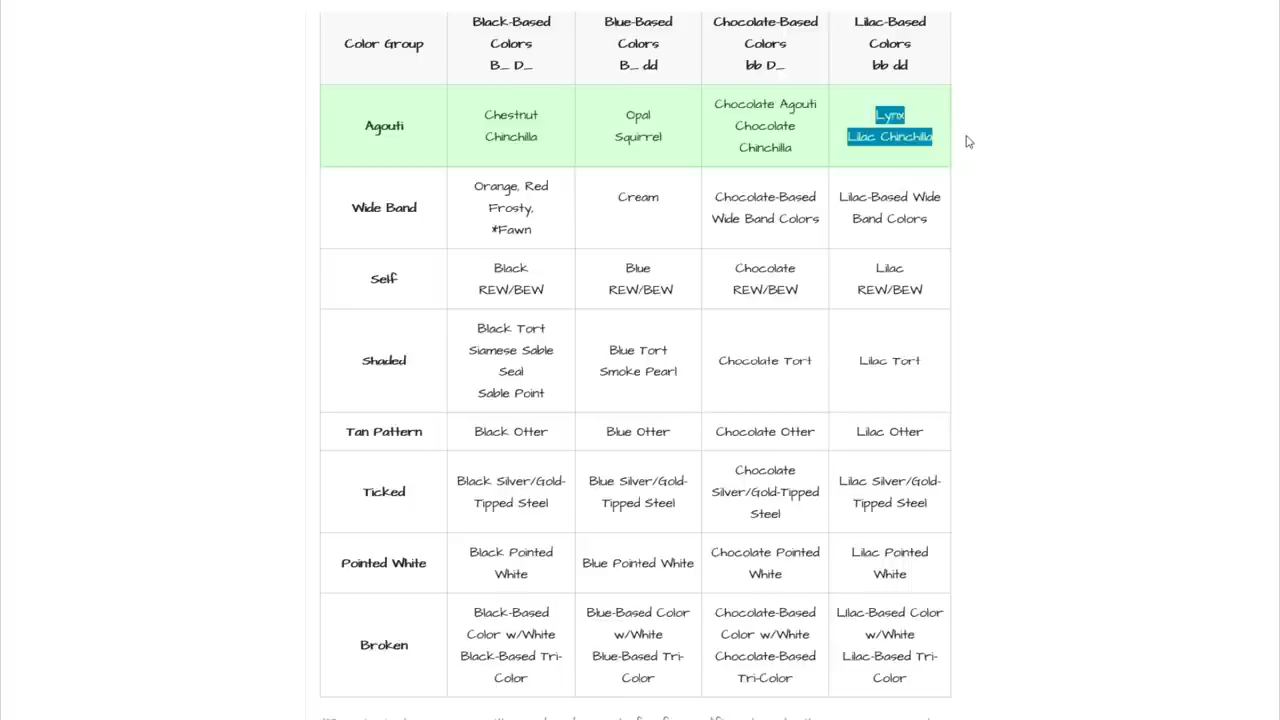 Color Group
Black-Based
Colors
B_ D_
Blue-Based
Colors
B_ dd
Chocolate-Based
Colors
bb D_
Lilac-Based
Colors
bb dd
Agouti
Chestnut
Chinchilla
Opal
Squirrel
Chocolate Agouti
Chocolate
Chinchilla
Lynx
Lilac Chinchilla
Wide Band
Orange, Red
Frosty,
*Fawn
Cream
Chocolate-Based
Wide Band Colors
Lilac-Based Wide
Band Colors
Self
Black
REW/BEW
Blue
REW/BEW
Chocolate
REW/BEW
Lilac
REW/BEW
Shaded
Black Tort
Siamese Sable
Seal
Sable Point
Blue Tort
Smoke Pearl
Chocolate Tort
Lilac Tort
Tan Pattern
Black Otter
Blue Otter
Chocolate Otter
Lilac Otter
Ticked
Black Silver/Gold-
Tipped Steel
Blue Silver/Gold-
Tipped Steel
Chocolate
Silver/Gold-Tipped
Steel
Lilac Silver/Gold-
Tipped Steel
Pointed White
Black Pointed
White
Blue Pointed White
Chocolate Pointed
White
Lilac Pointed
White
Broken
Black-Based
Color w/White
Black-Based Tri-
Color
Blue-Based Color
w/White
Blue-Based Tri-
Color
Chocolate-Based
Color w/White
Chocolate-Based
Tri-Color
Lilac-Based Color
w/White
Lilac-Based Tri-
Color